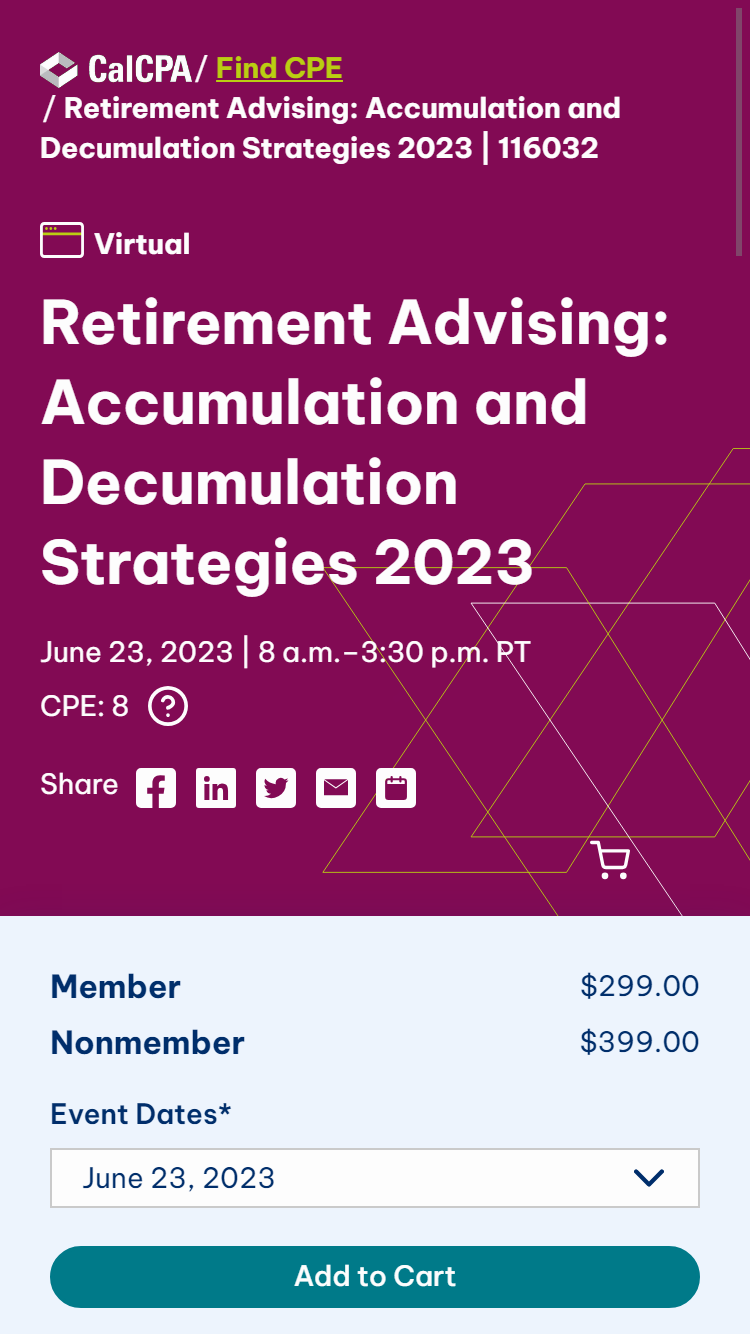 CalCPA / Find CPE
/ Retirement Advising: Accumulation and
Decumulation Strategies 2023 | 116032
Virtual
Retirement Advising:
Accumulation and
Decumulation
Strategies 2023
June 23, 2023 | 8 a.m.–3:30 p.m. PT
CPE: 8 ?
Share
Member $299.00
Nonmember $399.00
Event Dates*
June 23, 2023
Add to Cart